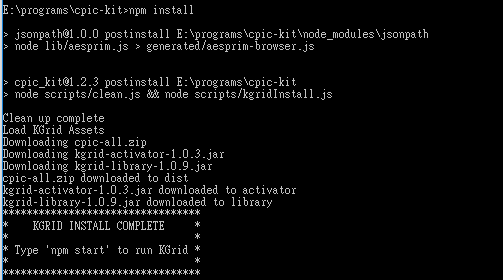 E:\programs\cpic-kit>npm install
> jsonpath@1.0.0 postinstall E:\programs\cpic-kit\node_modules\jsonpath
> node lib/aesprim.js > generated/aesprim-browser.js
> cpic_kit@1.2.3 postinstall E:\programs\cpic-kit
> node scripts/clean.js && node scripts/kgridInstall.js
Clean up complete
Load KGrid Assets
Downloading cpic-all.zip
Downloading kgrid-activator-1.0.3.jar
Downloading kgrid-library-1.0.9.jar
cpic-all.zip downloaded to dist
kgrid-activator-1.0.3.jar downloaded to activator
kgrid-library-1.0.9.jar downloaded to library
*********************************
*    KGRID INSTALL COMPLETE     *
*                               *
* Type 'npm start' to run KGrid *
*                               *
*********************************